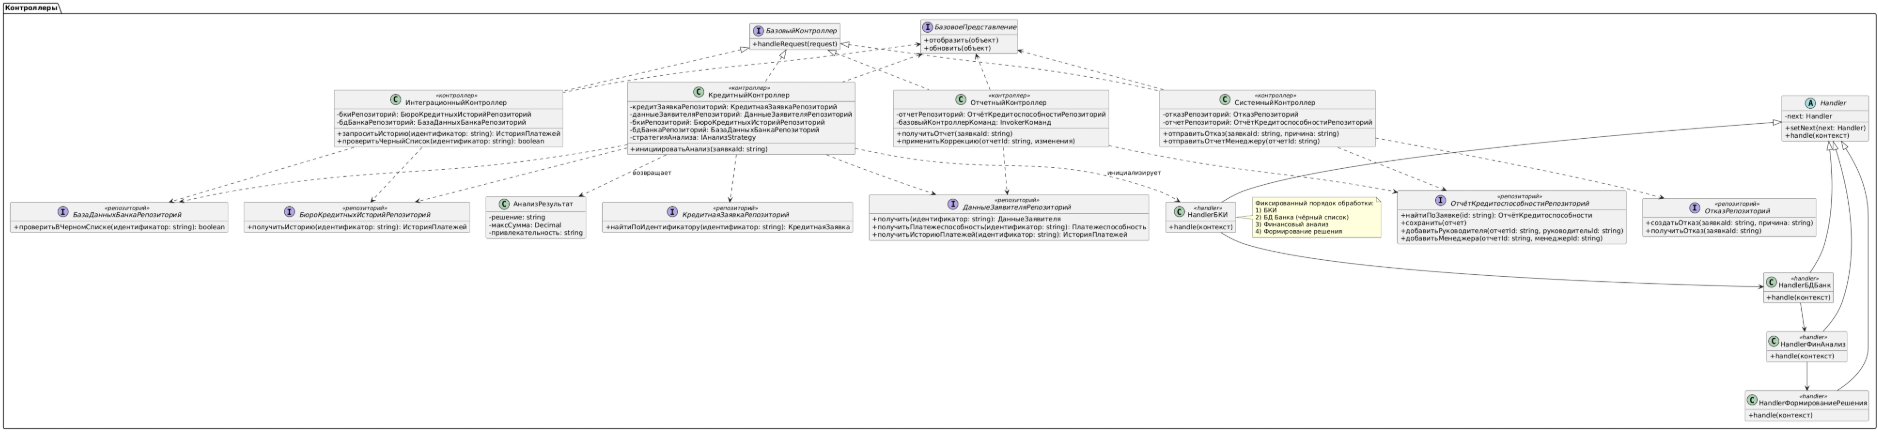 Контроллеры
БазовыйКонтроллер
+handleRequest(request)
БазовоеПредставление
+отобразить(объект)
+обновить(объект)
«контроллер»
ИнтеграционныйКонтроллер
-бкиРепозиторий: БюроКредитныхИсторийРепозиторий
-бдБанкаРепозиторий: БазаДанныхБанкаРепозиторий
+запроситьИсторию(идентификатор: string): ИсторияПлатежей
+проверитьЧерныйСписок(идентификатор: string): boolean
«контроллер»
КредитныйКонтроллер
-кредитЗаявкаРепозиторий: КредитнаяЗаявкаРепозиторий
-данныеЗаявителяРепозиторий: ДанныеЗаявителяРепозиторий
-бкиРепозиторий: БюроКредитныхИсторийРепозиторий
-бдБанкаРепозиторий: БазаДанныхБанкаРепозиторий
-стратегияАнализа: IАнализStrategy
+инициироватьАнализ(заявкаId: string)
«контроллер»
ОтчетныйКонтроллер
-отчетРепозиторий: ОтчётКредитоспособностиРепозиторий
-базовыйКонтроллерКоманд: InvokerКоманд
+получитьОтчет(заявкаId: string)
+применитьКоррекцию(отчетId: string, изменения)
«контроллер»
СистемныйКонтроллер
-отказРепозиторий: ОтказРепозиторий
-отчетРепозиторий: ОтчётКредитоспособностиРепозиторий
+отправитьОтказ(заявкаId: string, причина: string)
+отправитьОтчетМенеджеру(отчетId: string)
Handler
-next: Handler
+setNext(next: Handler)
+handle(контекст)
возвращает
инициализирует
«репозиторий»
БазаДанныхБанкаРепозиторий
+проверитьВЧерномСписке(идентификатор: string): boolean
«репозиторий»
БюроКредитныхИсторийРепозиторий
+получитьИсторию(идентификатор: string): ИсторияПлатежей
АнализРезультат
-решение: string
-максСумма: Decimal
-привлекательность: string
«репозиторий»
КредитнаяЗаявкаРепозиторий
+найтиПоИдентификатору(идентификатор: string): КредитнаяЗаявка
«репозиторий»
ДанныеЗаявителяРепозиторий
+получить(идентификатор: string): ДанныеЗаявителя
+получитьПлатежеспособность(идентификатор: string): Платежеспособность
+получитьИсториюПлатежей(идентификатор: string): ИсторияПлатежей
«handler»
HandlerБКИ
+handle(контекст)
Фиксированный порядок обработки:
1) БКИ
2) БД Банка (чёрный список)
3) Финансовый анализ
4) Формирование решения
«репозиторий»
ОтчётКредитоспособностиРепозиторий
+найтиПоЗаявке(id: string): ОтчётКредитоспособности
+сохранить(отчет)
+добавитьРуководителя(отчетId: string, руководительId: string)
+добавитьМенеджера(отчетId: string, менеджерId: string)
«репозиторий»
ОтказРепозиторий
+создатьОтказ(заявкаId: string, причина: string)
+получитьОтказ(заявкаId: string)
«handler»
HandlerБДБанк
+handle(контекст)
«handler»
HandlerФинАнализ
+handle(контекст)
«handler»
HandlerФормированиеРешения
+handle(контекст)